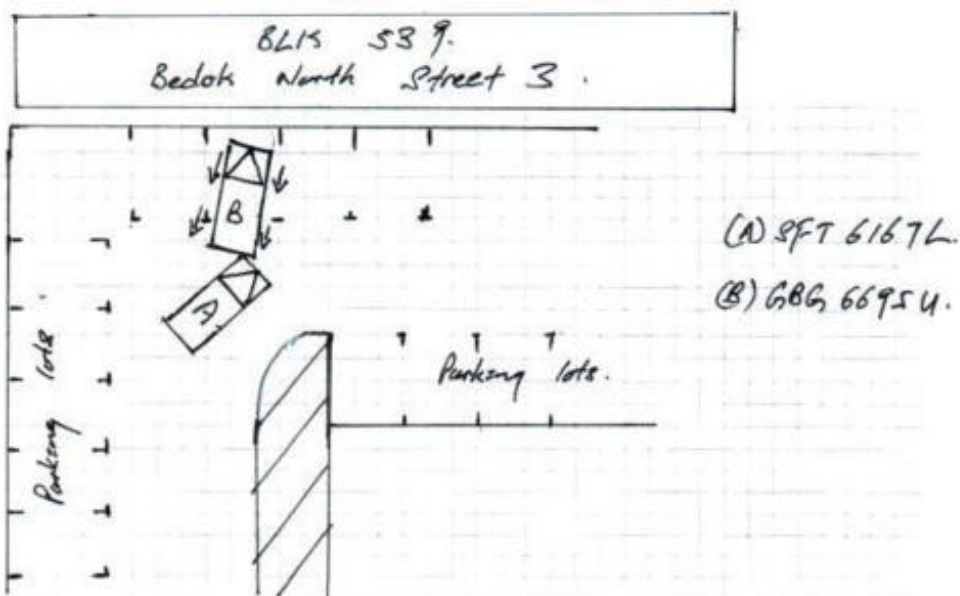 BLK 539.
Bedok North Street 3.
B
A
(A) SFT 6167L.
(B) GBG 6695U.
Parking lots.
Parking lots.